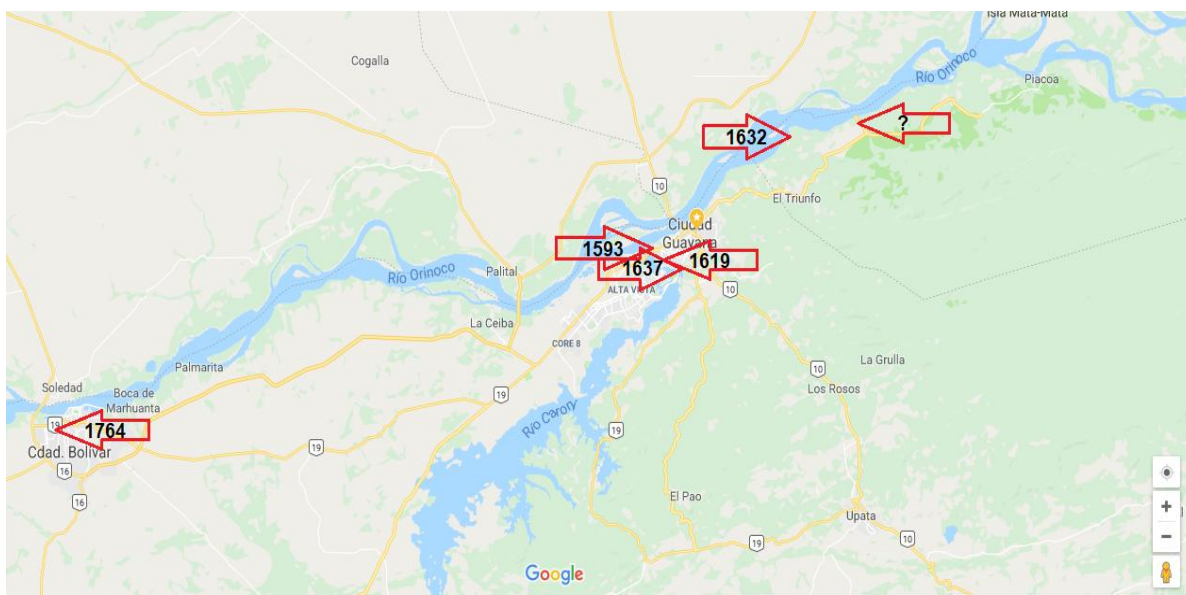 Isla Mata-Mata
Cogalla
Río Orinoco
Piacoa
?
1632
10
El Triunfo
Ciudad
Guayana
1593
1637
1619
Río Orinoco
Palital
ALTA VISTA
10
La Ceiba
CORE 8
La Grulla
10
Palmarita
Los Rosos
Soledad
Boca de
Marhuanta
19
19
1764
Río Carony
19
Cdad. Bolívar
19
16
16
El Pao
Upata
19
10
Google